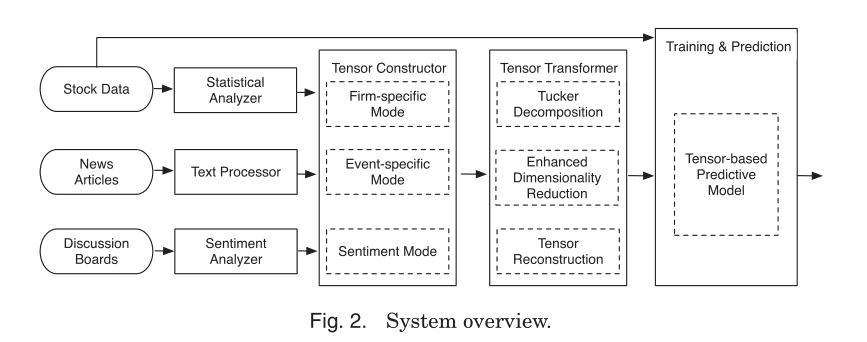 Training & Prediction
Stock Data
Statistical
Analyzer
Tensor Constructor
Firm-specific
Mode
Tensor Transformer
Tucker
Decomposition
News
Articles
Text Processor
Event-specific
Mode
Enhanced
Dimensionality
Reduction
Tensor-based
Predictive
Model
Discussion
Boards
Sentiment
Analyzer
Sentiment Mode
Tensor
Reconstruction
Fig. 2. System overview.